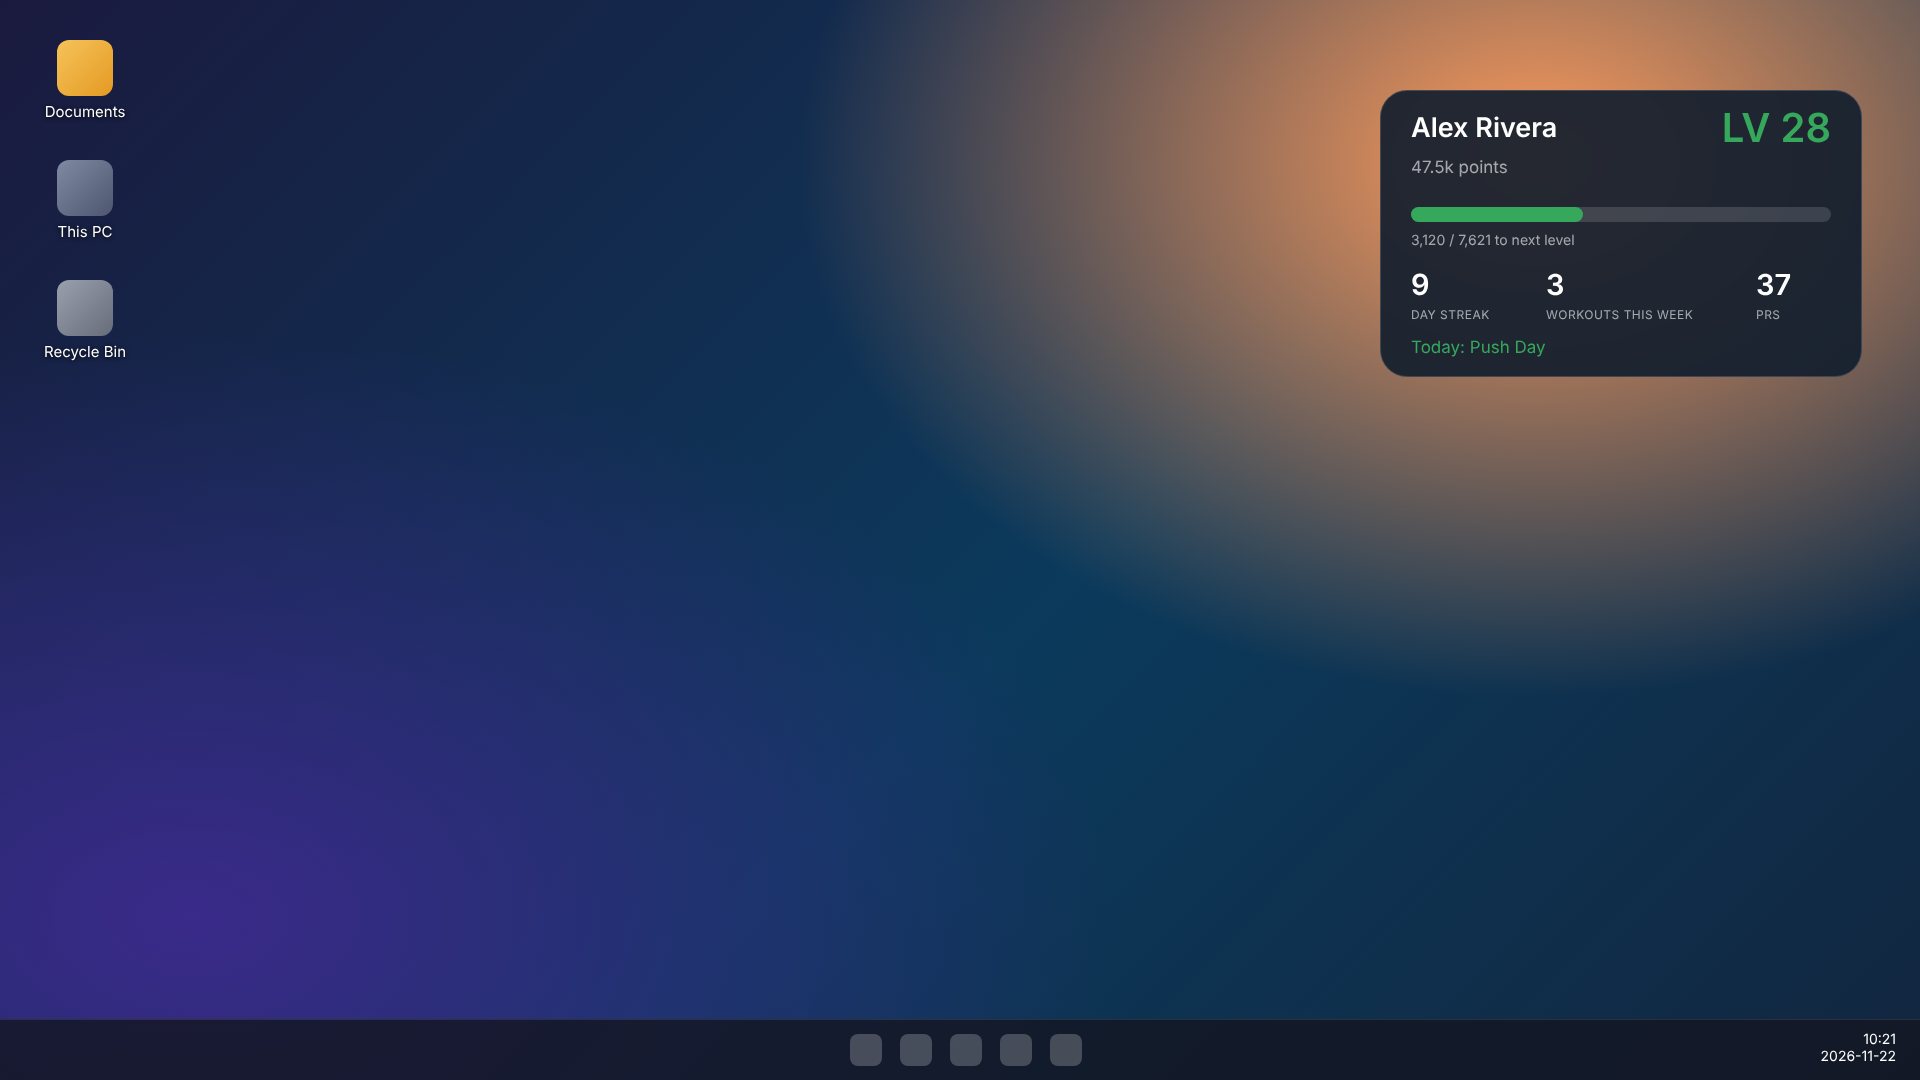 Documents
This PC
Recycle Bin
Alex Rivera
LV 28
47.5k points
3,120 / 7,621 to next level
9
DAY STREAK
3
WORKOUTS THIS WEEK
37
PRS
Today: Push Day
10:21
2026-11-22